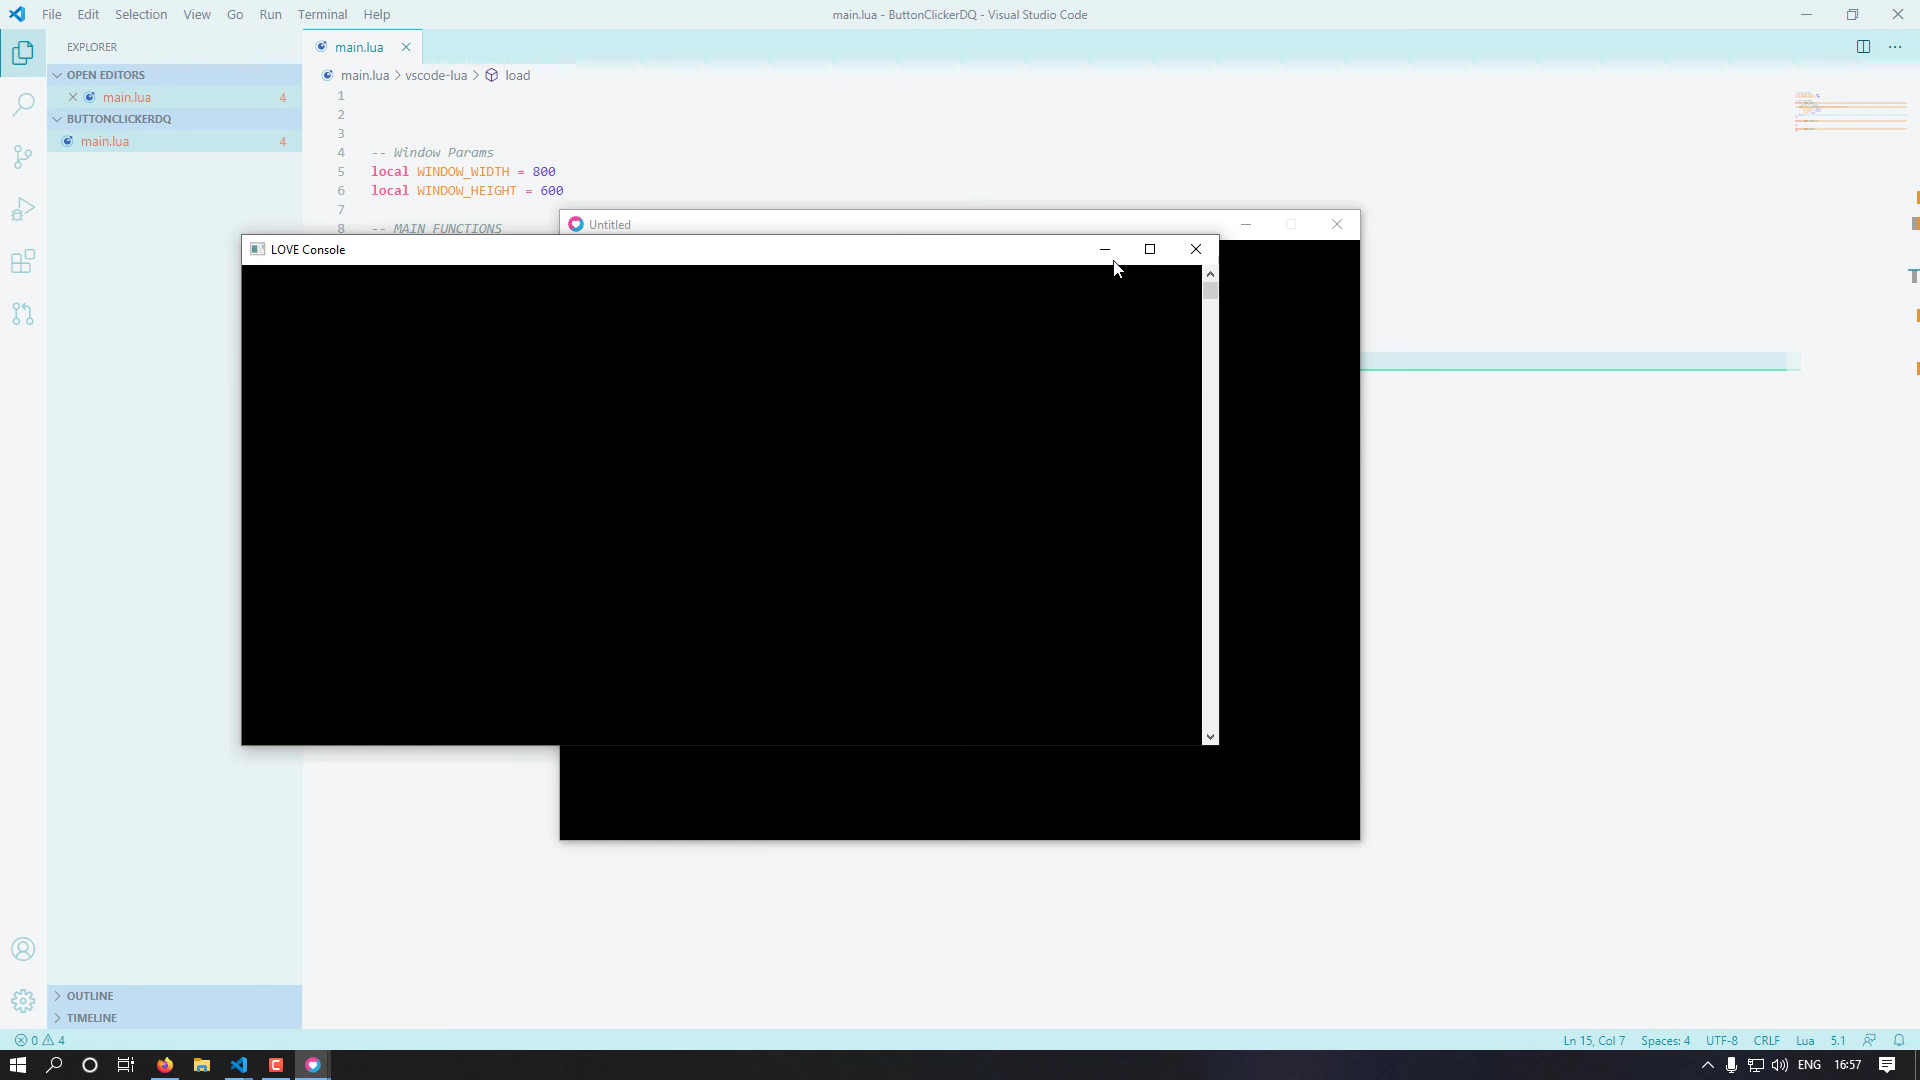 File Edit Selection View Go Run Terminal Help
main.lua - ButtonClickerDQ - Visual Studio Code
EXPLORER
main.lua
OPEN EDITORS
main.lua > vscode-lua > load
main.lua 4
BUTTONCLICKERDQ
main.lua 4
1
2
3
4 -- Window Params
5 local WINDOW_WIDTH = 800
6 local WINDOW_HEIGHT = 600
7
8 -- MAIN FUNCTIONS
Untitled
LOVE Console
OUTLINE
TIMELINE
0 4
Ln 15, Col 7 Spaces: 4 UTF-8 CRLF Lua 5.1
ENG 16:57